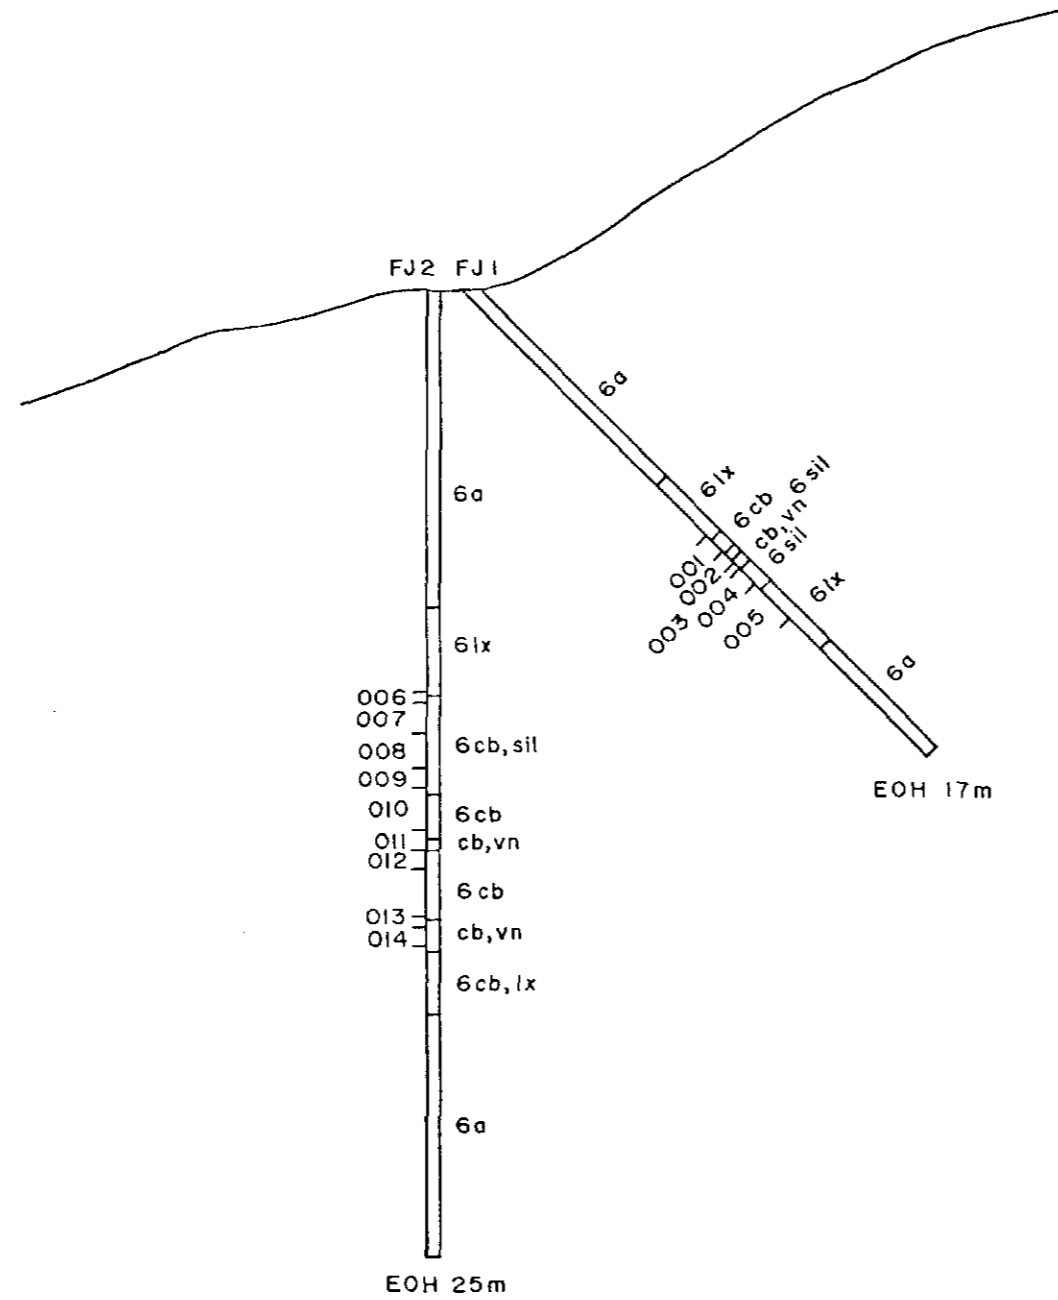 FJ2 FJ1
6a
6lx
6cb
6sil
cb,vn
6sil
6lx
6a
001
002
003
004
005
EOH 17m
6a
6lx
006
007
008
009
6cb,sil
010
6cb
011
cb,vn
012
6cb
013
cb,vn
014
6cb,lx
6a
EOH 25m